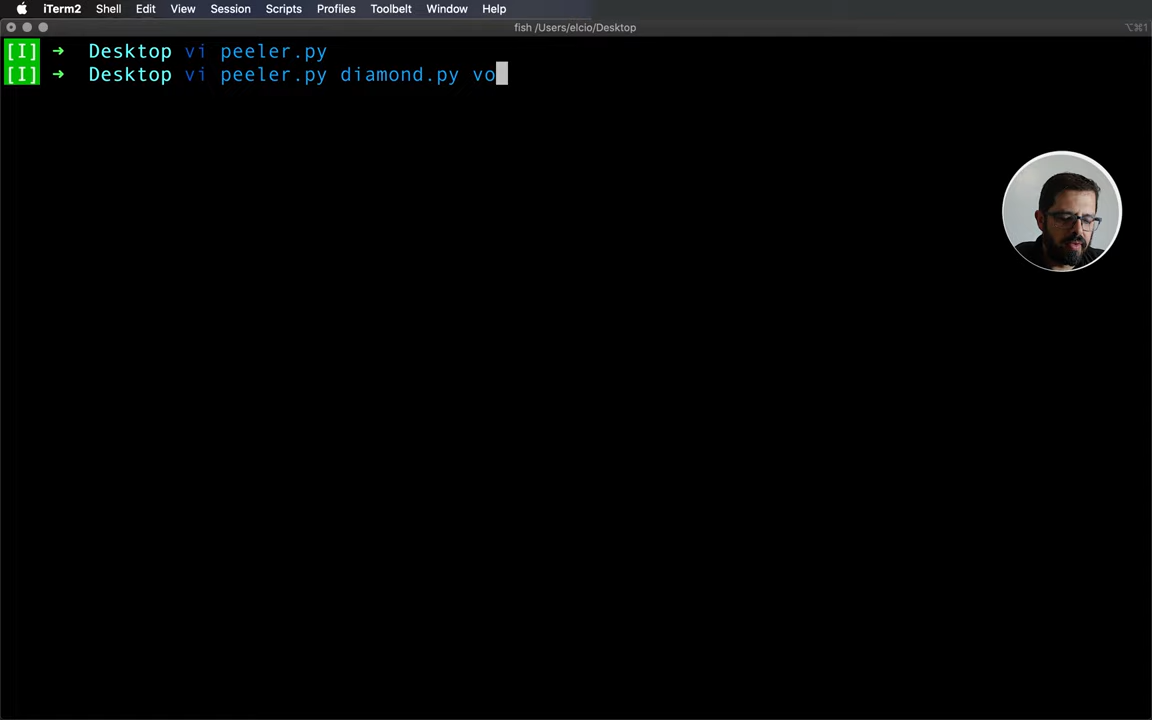 iTerm2 Shell Edit View Session Scripts Profiles Toolbelt Window Help
fish /Users/elcio/Desktop ⌥⌘1
[I] → Desktop vi peeler.py
[I] → Desktop vi peeler.py diamond.py vo